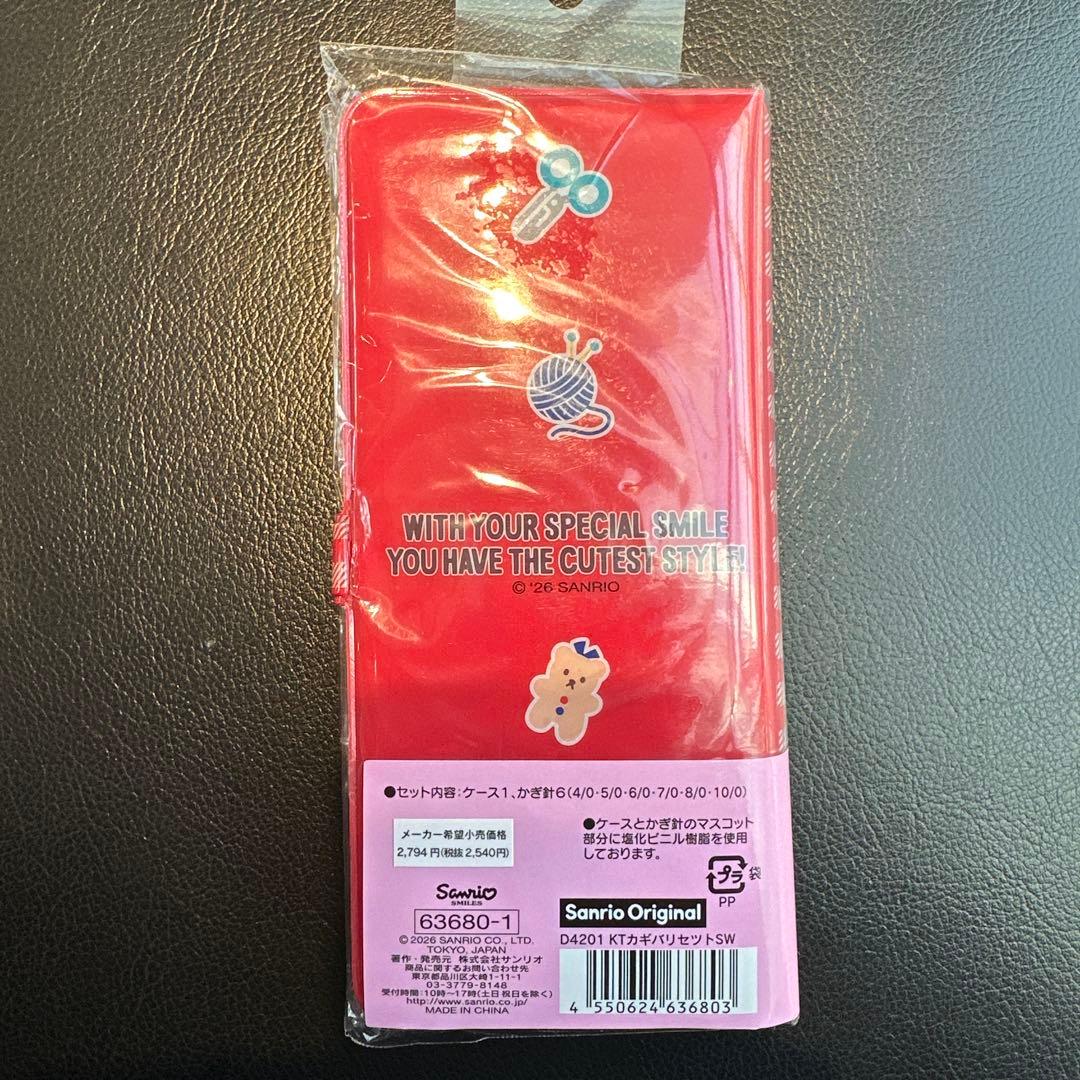 WITH YOUR SPECIAL SMILE
YOU HAVE THE CUTEST STYLE!
© '26 SANRIO
●セット内容:ケース1、かぎ針6(4/0・5/0・6/0・7/0・8/0・10/0)
メーカー希望小売価格
2,794円(税抜2,540円)
●ケースとかぎ針のマスコット
部分に塩化ビニル樹脂を使用
しております。
プラ
袋
PP
Sanrio
SMILES
63680-1
© 2026 SANRIO CO., LTD.
TOKYO, JAPAN
著作・発売元 株式会社サンリオ
商品に関するお問い合わせ先
東京都品川区大崎1-11-1
03-3779-8148
受付時間:10時〜17時(土日祝日を除く)
http://www.sanrio.co.jp/
MADE IN CHINA
Sanrio Original
D4201 KTカギバリセットSW
4 550624 636803